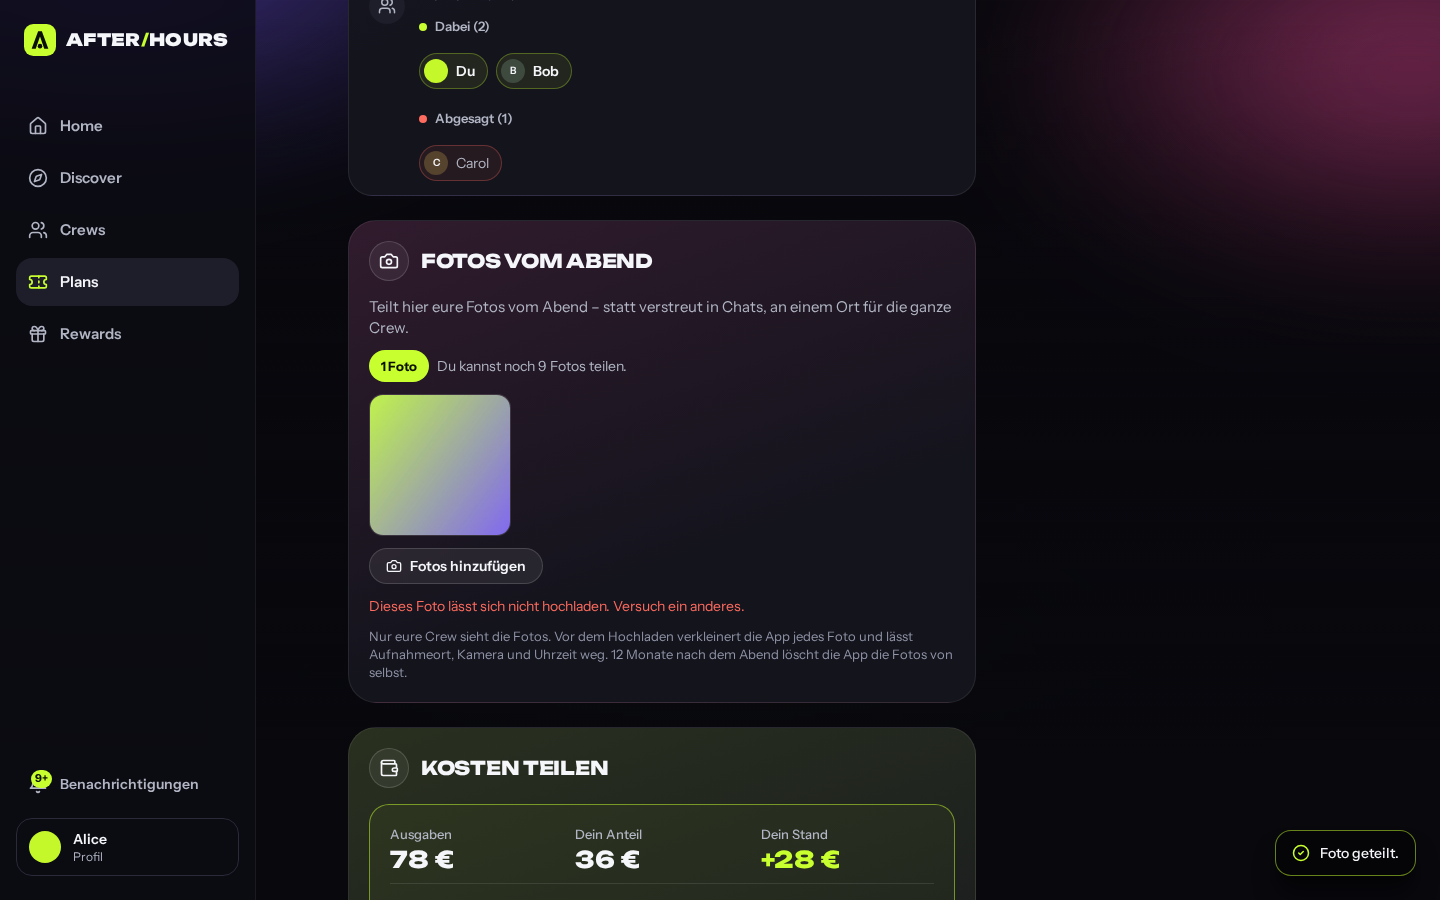 AFTER/HOURS
Home
Discover
Crews
Plans
Rewards
9+
Benachrichtigungen
Alice
Profil
Dabei (2)
Du
B
Bob
Abgesagt (1)
C
Carol
FOTOS VOM ABEND
Teilt hier eure Fotos vom Abend – statt verstreut in Chats, an einem Ort für die ganze
Crew.
1 Foto
Du kannst noch 9 Fotos teilen.
Fotos hinzufügen
Dieses Foto lässt sich nicht hochladen. Versuch ein anderes.
Nur eure Crew sieht die Fotos. Vor dem Hochladen verkleinert die App jedes Foto und lässt
Aufnahmeort, Kamera und Uhrzeit weg. 12 Monate nach dem Abend löscht die App die Fotos von
selbst.
KOSTEN TEILEN
Ausgaben
78 €
Dein Anteil
36 €
Dein Stand
+28 €
Foto geteilt.